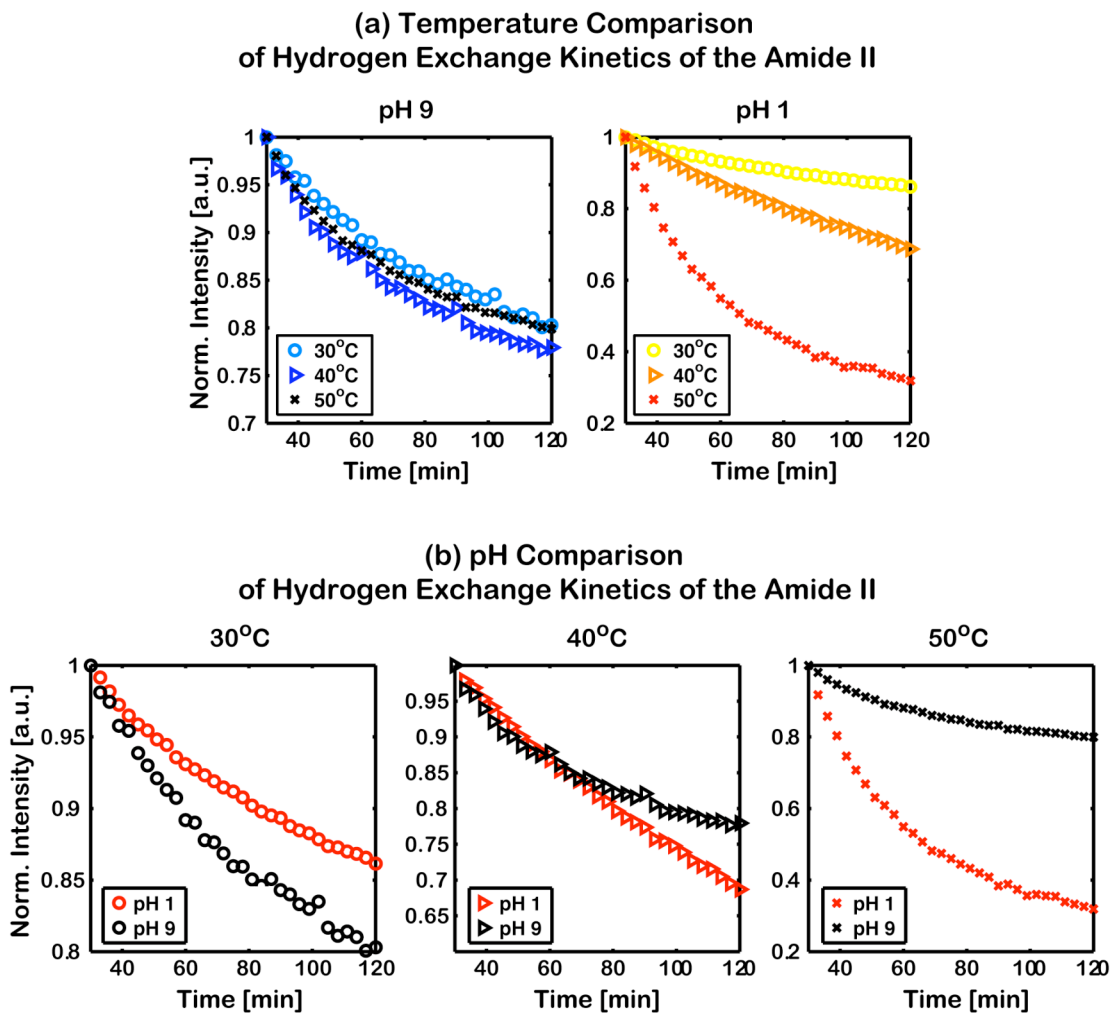 (a) Temperature Comparison
of Hydrogen Exchange Kinetics of the Amide II
pH 9
pH 1
Norm. Intensity [a.u.]
1
0.95
0.9
0.85
0.8
0.75
0.7
30°C
40°C
50°C
40 60 80 100 120
Time [min]
1
0.8
0.6
0.4
0.2
30°C
40°C
50°C
40 60 80 100 120
Time [min]
(b) pH Comparison
of Hydrogen Exchange Kinetics of the Amide II
30°C
40°C
50°C
Norm. Intensity [a.u.]
1
0.95
0.9
0.85
0.8
pH 1
pH 9
40 60 80 100 120
Time [min]
1
0.95
0.9
0.85
0.8
0.75
0.7
0.65
pH 1
pH 9
40 60 80 100 120
Time [min]
1
0.8
0.6
0.4
0.2
pH 1
pH 9
40 60 80 100 120
Time [min]